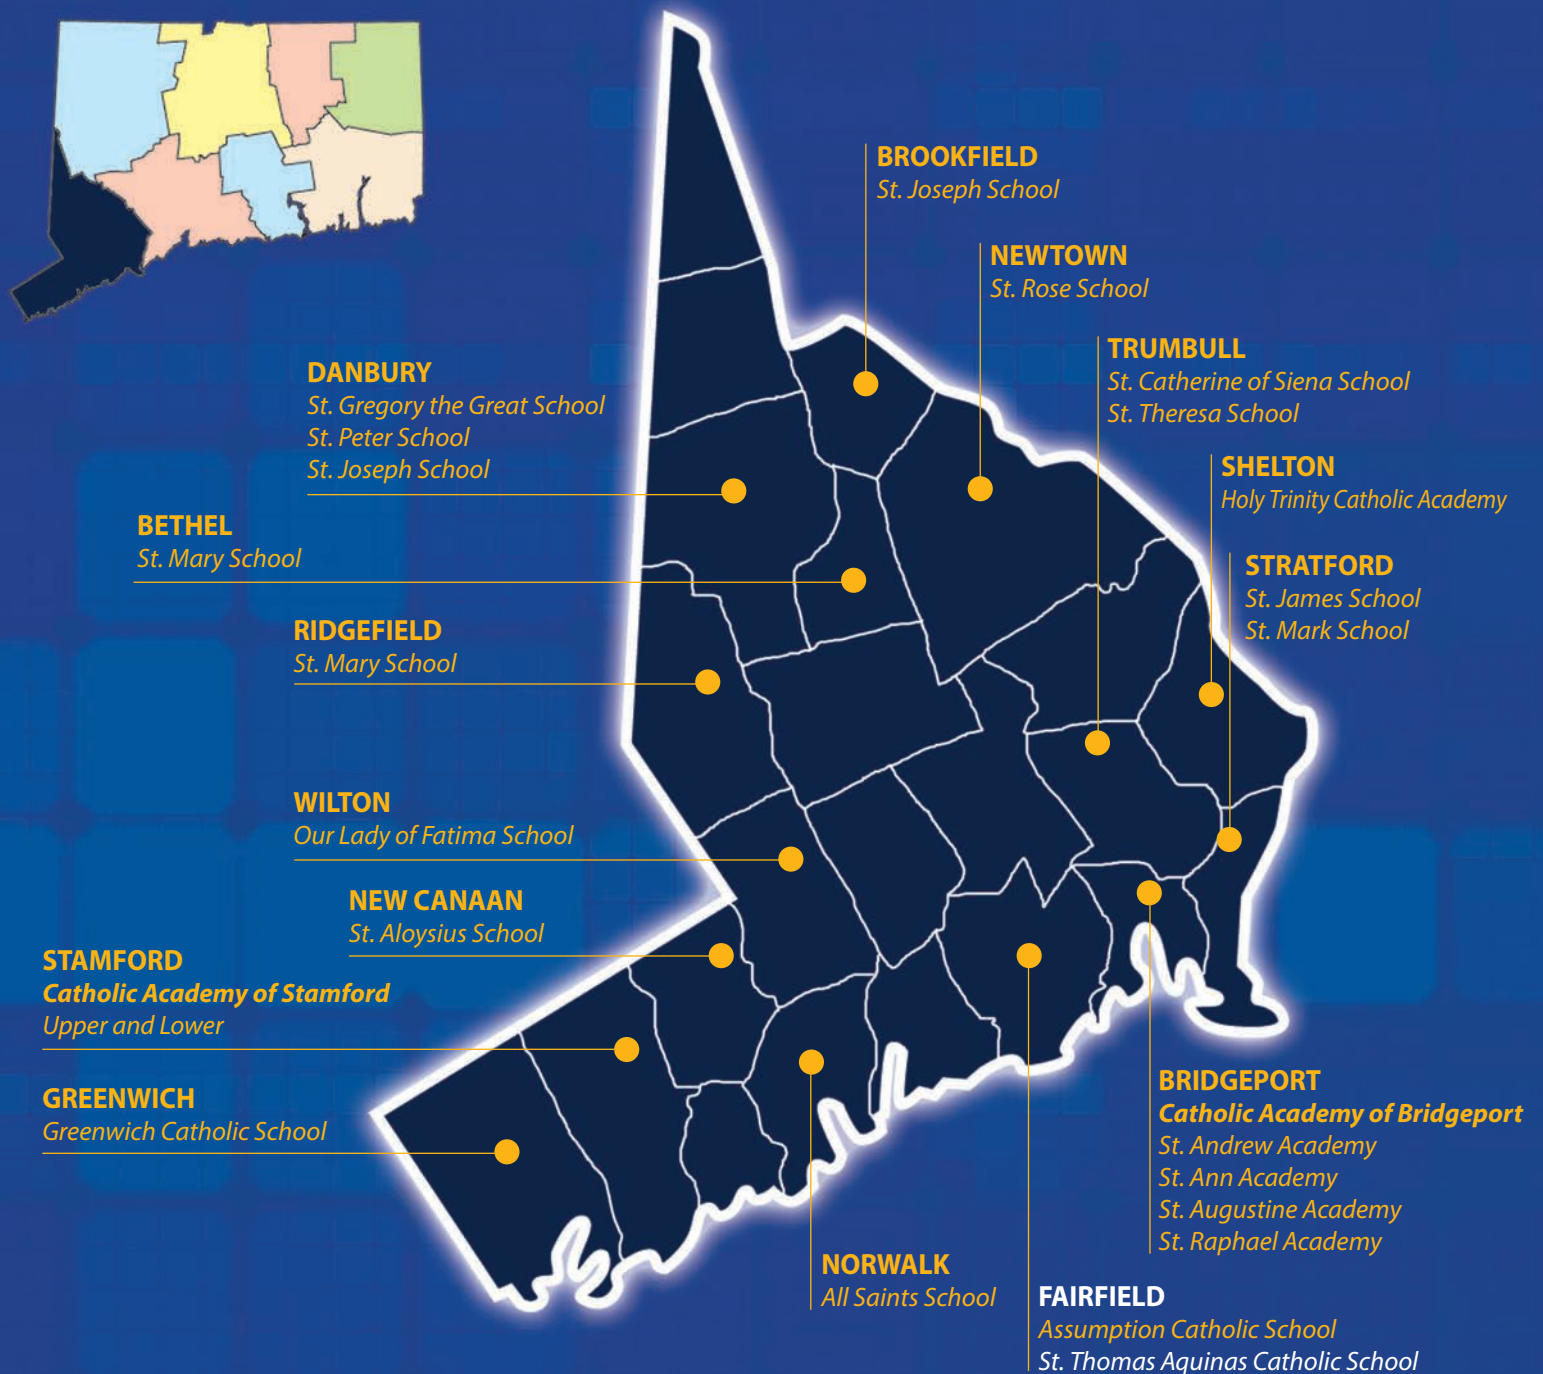 BROOKFIELD
St. Joseph School
NEWTOWN
St. Rose School
TRUMBULL
St. Catherine of Siena School
St. Theresa School
DANBURY
St. Gregory the Great School
St. Peter School
St. Joseph School
SHELTON
Holy Trinity Catholic Academy
BETHEL
St. Mary School
STRATFORD
St. James School
St. Mark School
RIDGEFIELD
St. Mary School
WILTON
Our Lady of Fatima School
NEW CANAAN
St. Aloysius School
STAMFORD
Catholic Academy of Stamford
Upper and Lower
GREENWICH
Greenwich Catholic School
BRIDGEPORT
Catholic Academy of Bridgeport
St. Andrew Academy
St. Ann Academy
St. Augustine Academy
St. Raphael Academy
NORWALK
All Saints School
FAIRFIELD
Assumption Catholic School
St. Thomas Aquinas Catholic School